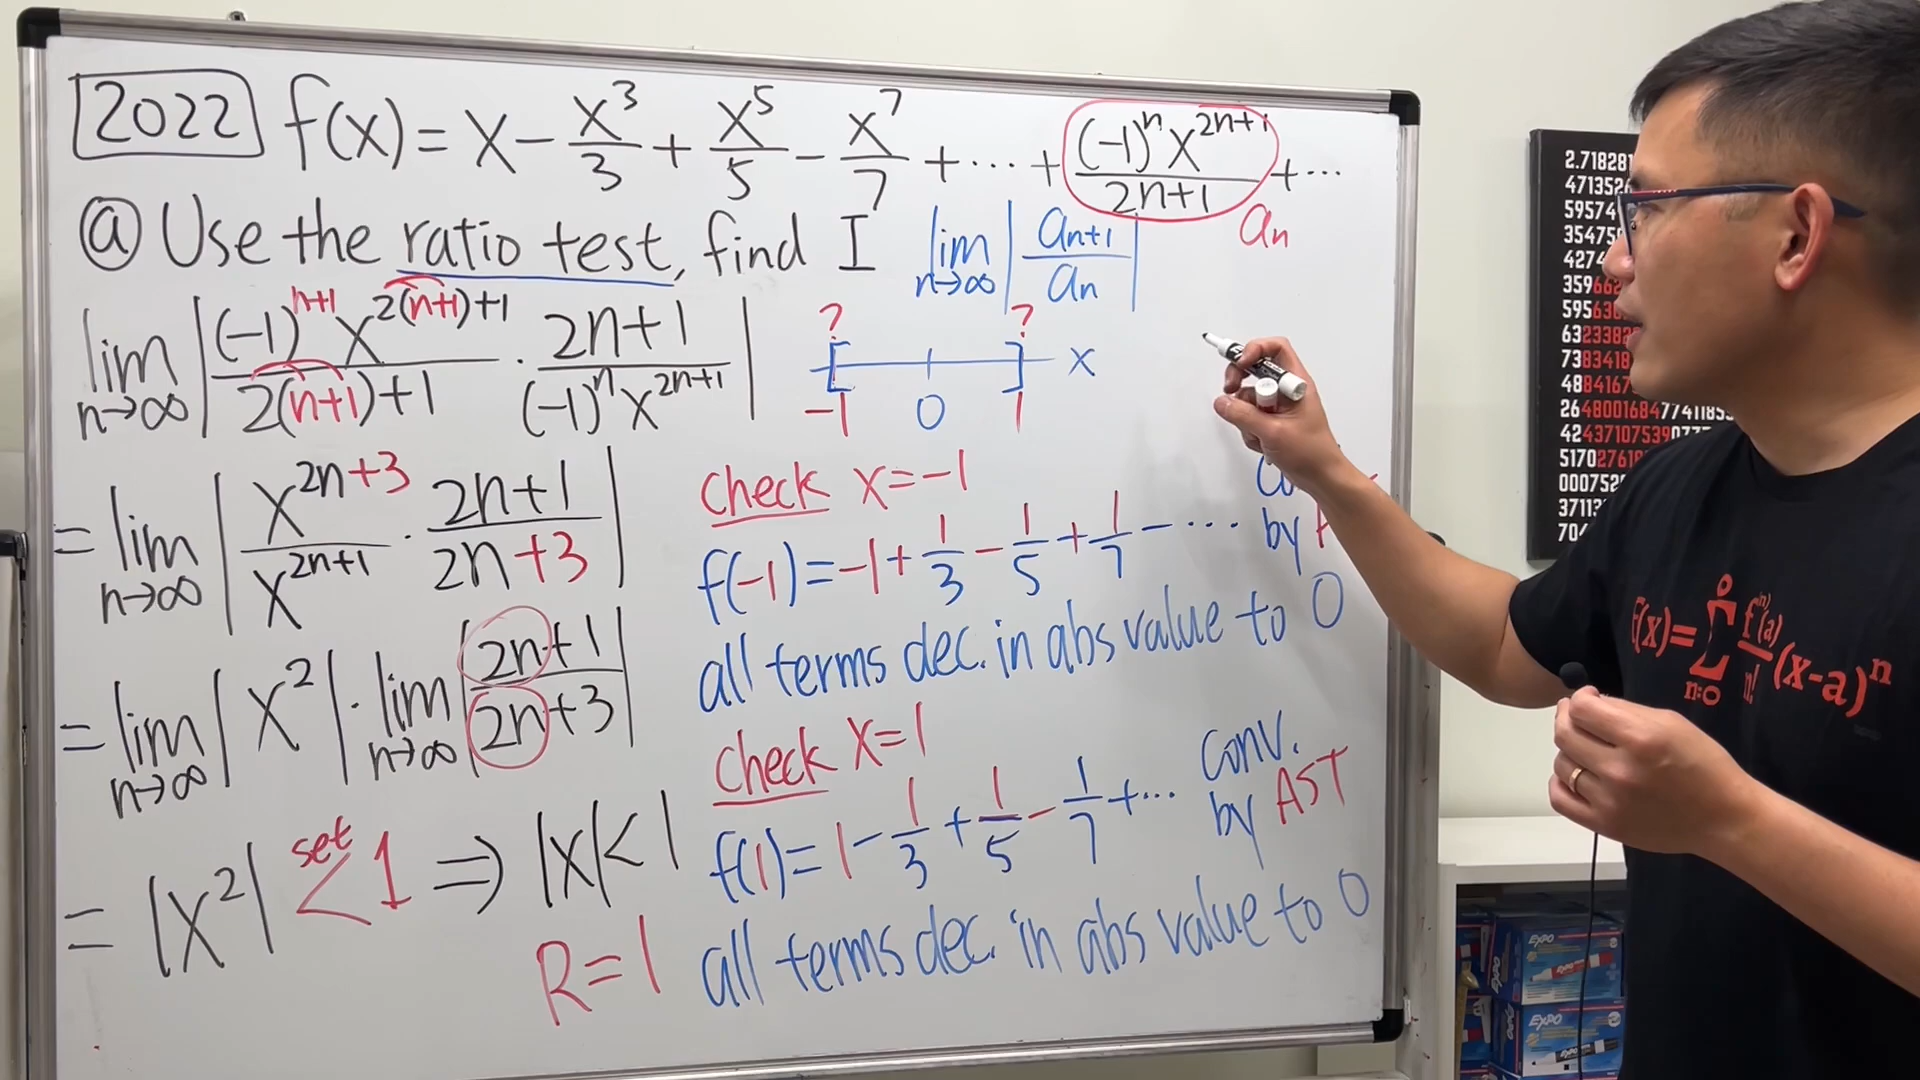 2022 f(x) = x - x³/3 + x⁵/5 - x⁷/7 + ... + (-1)ⁿ x²ⁿ⁺¹/2n+1 + ...
aₙ
ⓐ Use the ratio test, find I
lim n→∞ | aₙ₊₁/aₙ |
lim n→∞ | (-1)ⁿ⁺¹ x²⁽ⁿ⁺¹⁾⁺¹/2(n+1)+1 · 2n+1/(-1)ⁿ x²ⁿ⁺¹ |
= lim n→∞ | x²ⁿ⁺³/x²ⁿ⁺¹ · 2n+1/2n+3 |
= lim n→∞ | x² | · lim n→∞ | 2n+1/2n+3 |
= |x²| set < 1 ⇒ |x| < 1
R = 1
? ?
[ ] x
-1 0 1
check x = -1
f(-1) = -1 + 1/3 - 1/5 + 1/7 - ... by
all terms dec. in abs value to 0
check x = 1
f(1) = 1 - 1/3 + 1/5 - 1/7 + ... conv. by AST
all terms dec. in abs value to 0
2.71828
f(x) = Σ n=0 f⁽ⁿ⁾(a)/n! (x-a)ⁿ
EXPO
EXPO